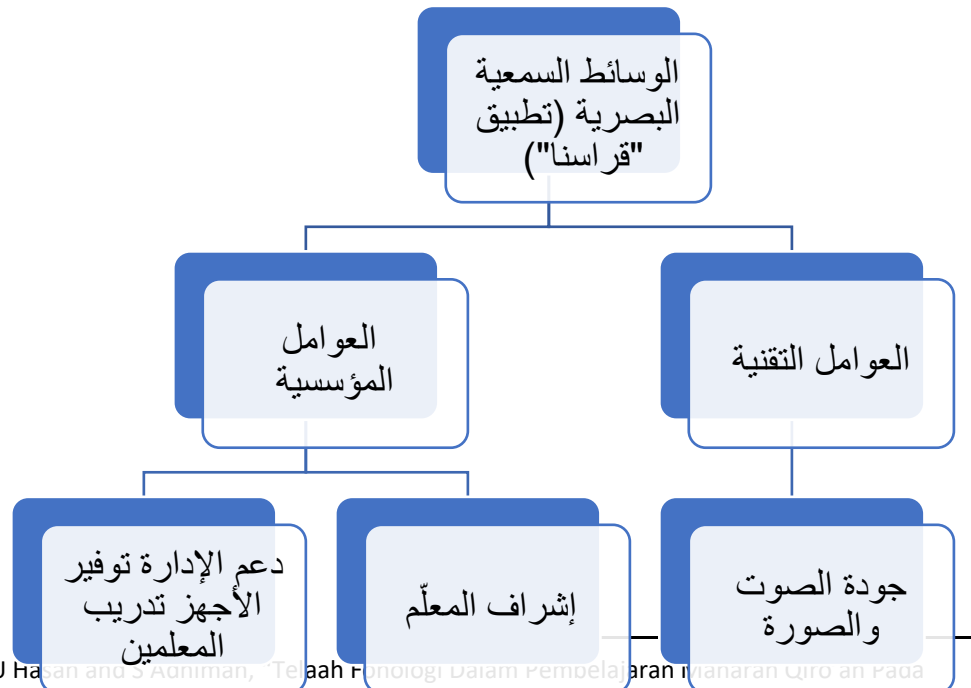 الوسائط السمعية
البصرية (تطبيق
"قراسنا")
العوامل
المؤسسية
العوامل التقنية
دعم الإدارة توفير
الأجهز تدريب
المعلمين
إشراف المعلّم
جودة الصوت
والصورة
J Hasan and S Adhiman, "Telaah Fonologi Dalam Pembelajaran Maharah Qiro'ah Pada